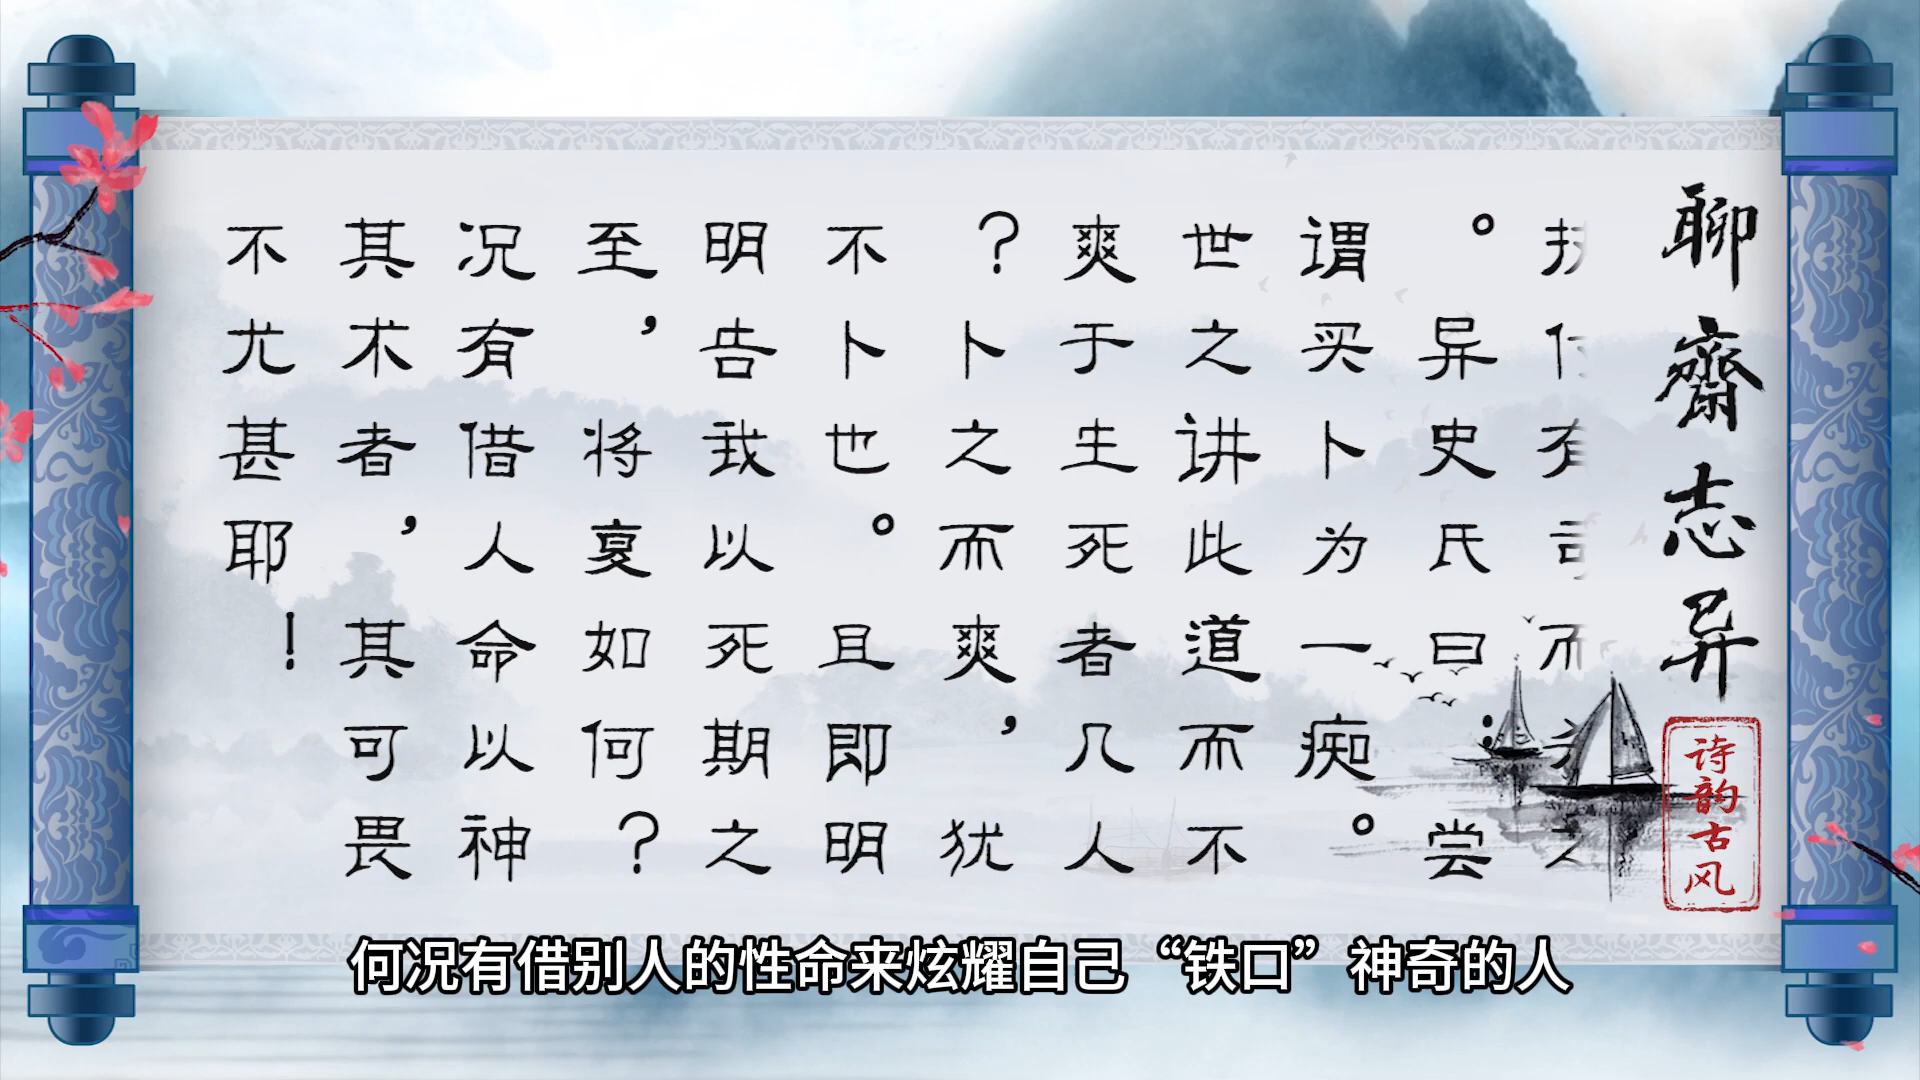 聊齋志异
诗韵古风
。异史氏曰：尝
谓买卜为一痴。
世之讲此道而不
爽于生死者几人
？卜之而爽，犹
不卜也。且即明
明告我以死期之
至，将复如何？
况有借人命以神
其术者，其可畏
不尤甚耶！
何况有借别人的性命来炫耀自己“铁口”神奇的人